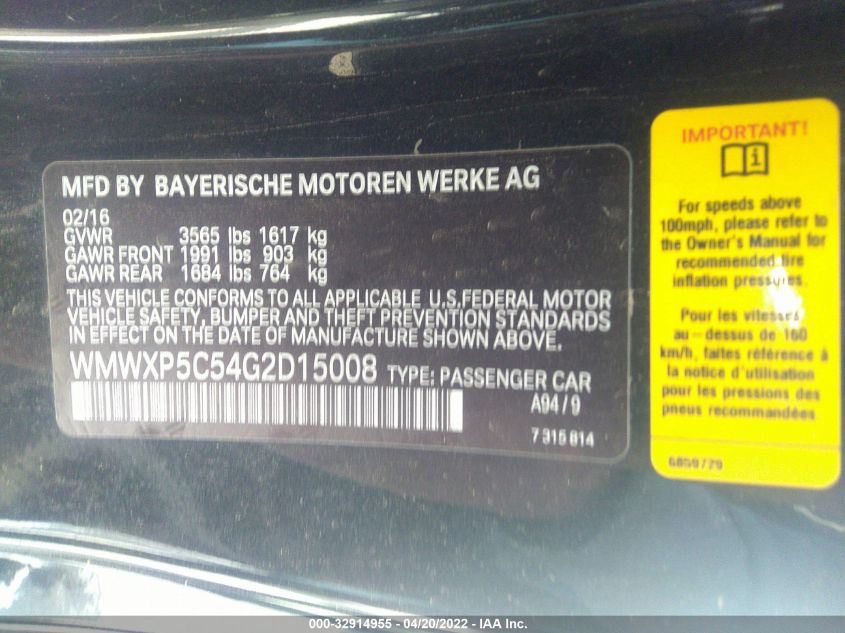 MFD BY BAYERISCHE MOTOREN WERKE AG
02/16
GVWR 3565 lbs 1617 kg
GAWR FRONT 1991 lbs 903 kg
GAWR REAR 1684 lbs 764 kg
THIS VEHICLE CONFORMS TO ALL APPLICABLE U.S.FEDERAL MOTOR
VEHICLE SAFETY, BUMPER AND THEFT PREVENTION STANDARDS
IN EFFECT ON THE DATE OF MANUFACTURE SHOWN ABOVE.
WMWXP5C54G2D15008 TYPE: PASSENGER CAR
A94/9
7 315 814
IMPORTANT!
i
For speeds above
100mph, please refer to
the Owner's Manual for
recommended tire
inflation pressures.
Pour les vitesses
au-dessus de 160
km/h, faites référence à
la notice d'utilisation
pour les pressions des
pneus recommandées.
6859729
000-32914955 - 04/20/2022 - IAA Inc.